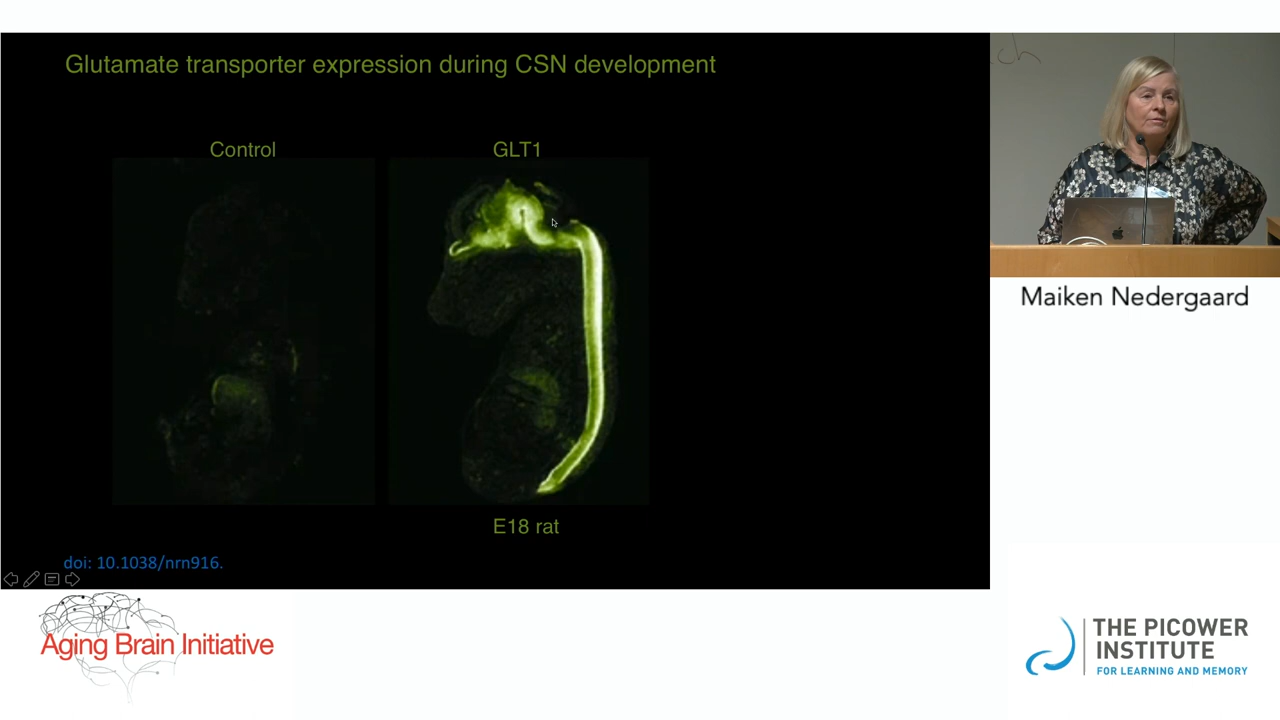 Glutamate transporter expression during CSN development
Control
GLT1
E18 rat
doi: 10.1038/nrn916.
ch
Maiken Nedergaard
Aging Brain Initiative
THE PICOWER
INSTITUTE
FOR LEARNING AND MEMORY